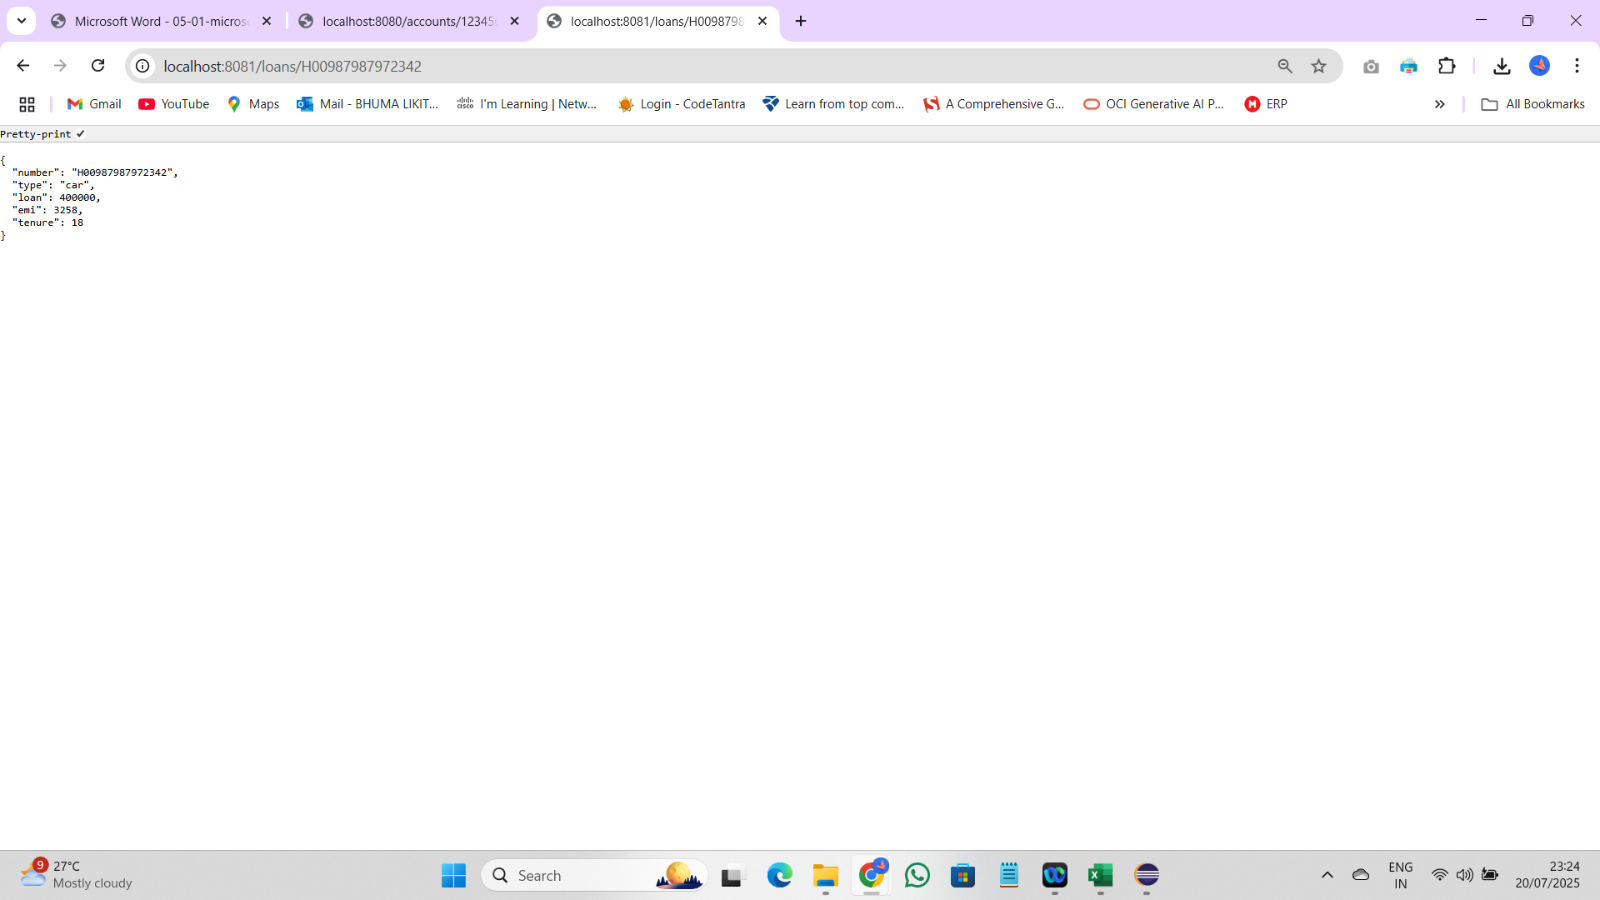 Microsoft Word - 05-01-micros
localhost:8080/accounts/12345
localhost:8081/loans/H0098798
localhost:8081/loans/H00987987972342
Gmail
YouTube
Maps
Mail - BHUMA LIKIT...
I'm Learning | Netw...
Login - CodeTantra
Learn from top com...
A Comprehensive G...
OCI Generative AI P...
ERP
All Bookmarks
Pretty-print ✔
{
"number": "H00987987972342",
"type": "car",
"loan": 400000,
"emi": 3258,
"tenure": 18
}
9
27°C
Mostly cloudy
Search
ENG
IN
23:24
20/07/2025